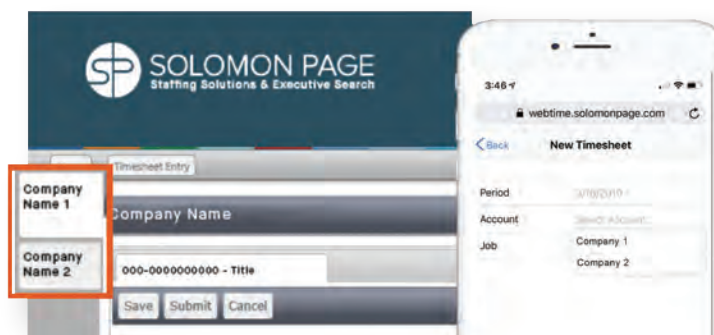 SP SOLOMON PAGE
Staffing Solutions & Executive Search
Timesheet Entry
Company
Name 1
Company
Name 2
Company Name
000-0000000000 - Title
Save Submit Cancel
3:46
webtime.solomonpage.com
Back New Timesheet
Period
Account Select Account
Job Company 1
Company 2